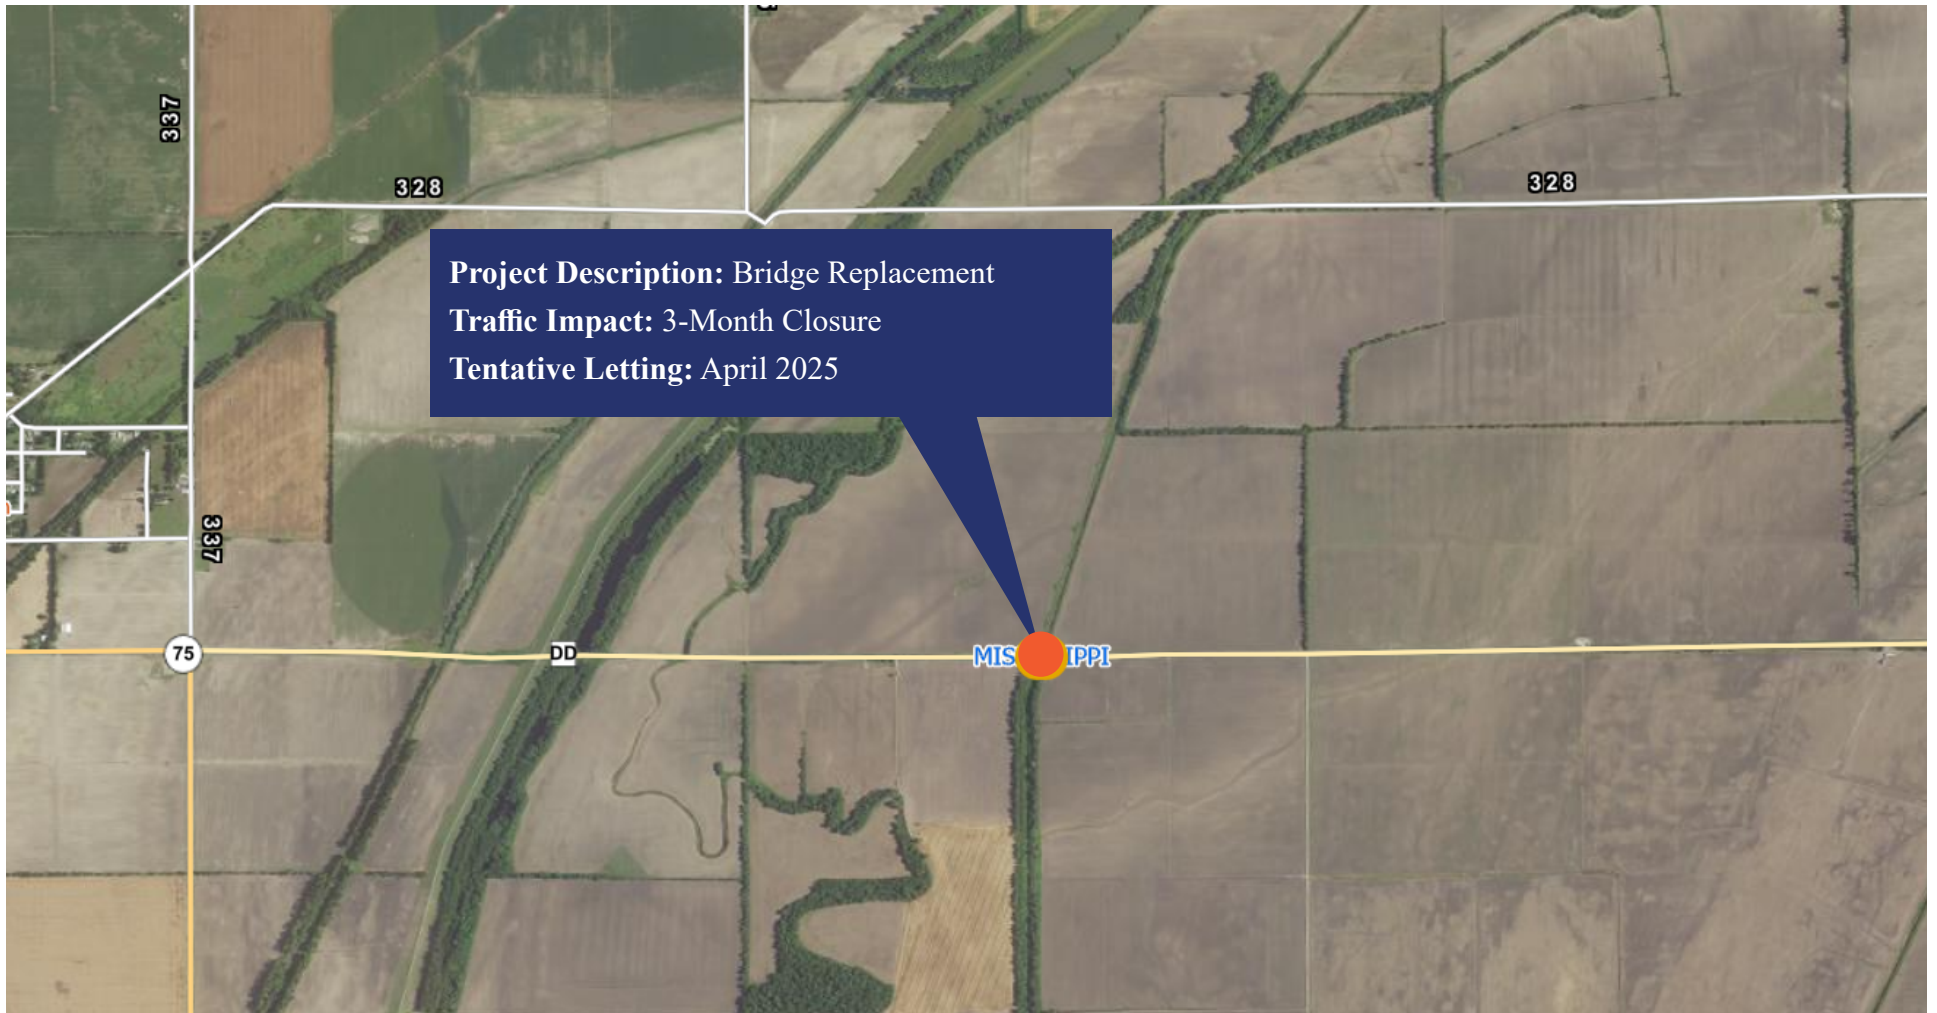 337
328
328
Project Description: Bridge Replacement
Traffic Impact: 3-Month Closure
Tentative Letting: April 2025
337
75
DD
MIS IPPI